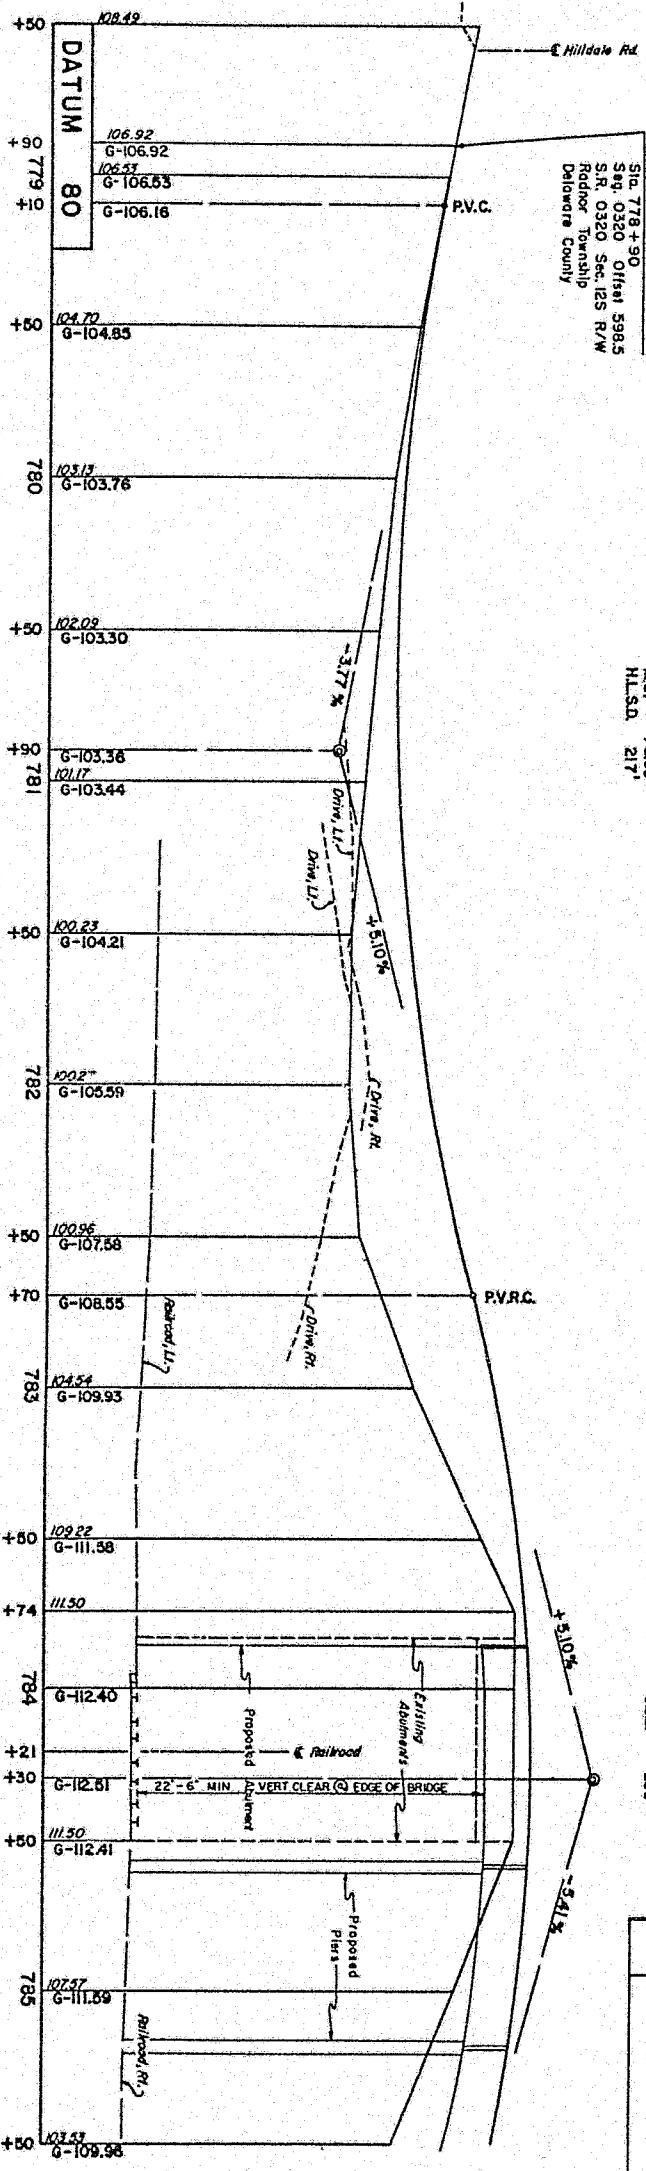 +50
108.49
DATUM 80
℄ Hilldale Rd.
Sta. 778+90
Seg. 0320 Offset 598.5
S.R. 0320 Sec. 12S R/W
Radnor Township
Delaware County
+90
106.92
G-106.92
779
106.53
G-106.53
+10
G-106.16
P.V.C.
+50
104.70
G-104.85
780
103.13
G-103.76
+50
102.09
G-103.30
-3.77%
H.L.S.D. 217'
+90
G-103.36
781
101.17
G-103.44
Drive, Lt.
Drive, Lt.
+5.10%
+50
100.23
G-104.21
782
G-105.59
Drive, Rt.
+50
100.96
G-107.58
+70
G-108.55
P.V.R.C.
Railroad, Lt.
Drive, Rt.
783
104.54
G-109.93
+50
109.22
G-111.58
+74
111.50
+5.10%
784
G-112.40
Existing
Abutments
Proposed Abutment
+21
℄ Railroad
+30
G-112.51
22'-6" MIN. VERT. CLEAR @ EDGE OF BRIDGE
+50
111.50
G-112.41
-5.41%
Proposed
Piers
785
107.57
G-111.59
Railroad, Rt.
+50
103.53
G-109.96